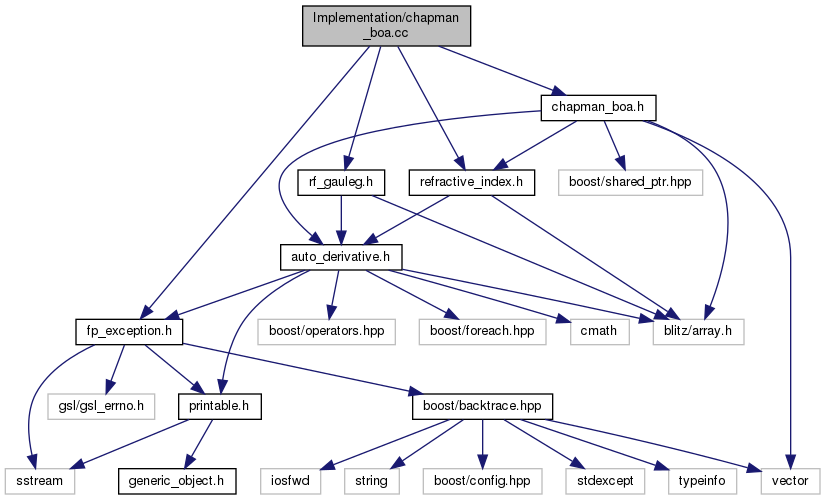 Implementation/chapman
_boa.cc
chapman_boa.h
rf_gauleg.h
refractive_index.h
boost/shared_ptr.hpp
auto_derivative.h
fp_exception.h
boost/operators.hpp
boost/foreach.hpp
cmath
blitz/array.h
gsl/gsl_errno.h
printable.h
boost/backtrace.hpp
sstream
generic_object.h
iosfwd
string
boost/config.hpp
stdexcept
typeinfo
vector